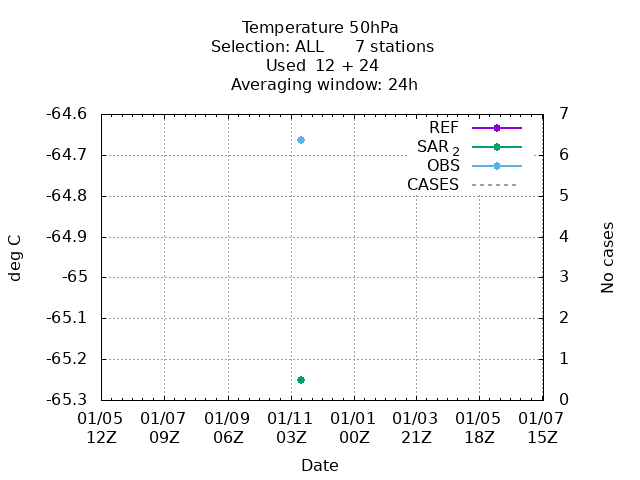 Temperature 50hPa
Selection: ALL 7 stations
Used 12 + 24
Averaging window: 24h
-64.6
-64.7
-64.8
-64.9
-65
-65.1
-65.2
-65.3
7
6
5
4
3
2
1
0
REF
SAR 2
OBS
CASES
deg C
No cases
01/05 01/07 01/09 01/11 01/01 01/03 01/05 01/07
12Z 09Z 06Z 03Z 00Z 21Z 18Z 15Z
Date